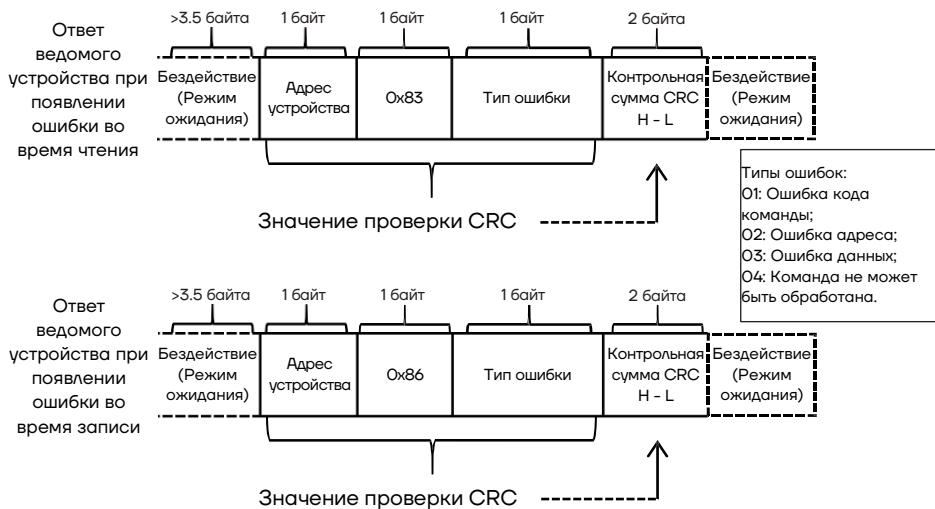 Ответ
ведомого
устройства при
появлении
ошибки во
время чтения
>3.5 байта
1 байт
1 байт
1 байт
2 байта
Бездействие
(Режим
ожидания)
Адрес
устройства
0x83
Тип ошибки
Контрольная
сумма CRC
H - L
Бездействие
(Режим
ожидания)
Значение проверки CRC
Типы ошибок:
01: Ошибка кода
команды;
02: Ошибка адреса;
03: Ошибка данных;
04: Команда не может
быть обработана.
Ответ
ведомого
устройства при
появлении
ошибки во
время записи
>3.5 байта
1 байт
1 байт
1 байт
2 байта
Бездействие
(Режим
ожидания)
Адрес
устройства
0x86
Тип ошибки
Контрольная
сумма CRC
H - L
Бездействие
(Режим
ожидания)
Значение проверки CRC